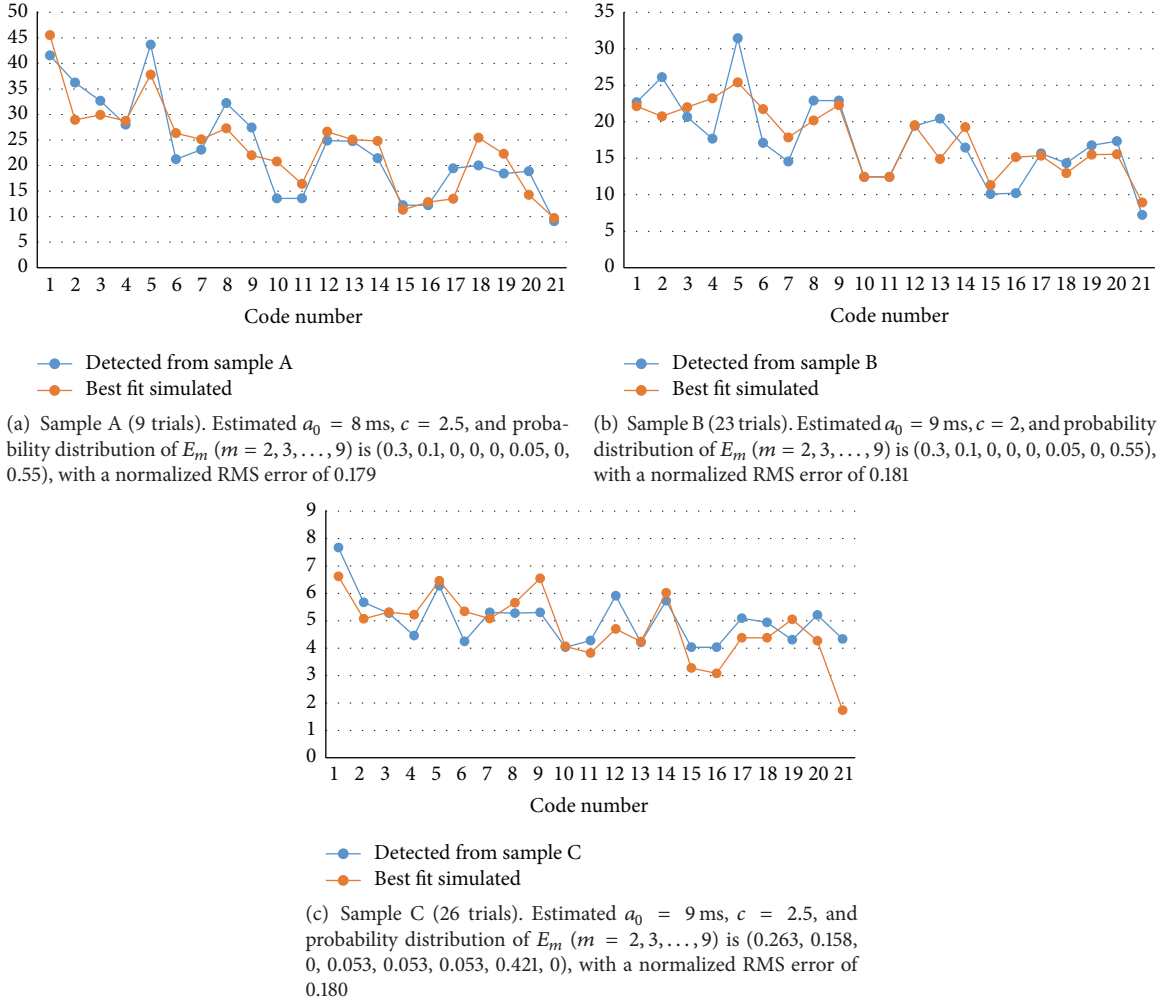 50
45
40
35
30
25
20
15
10
5
0
1 2 3 4 5 6 7 8 9 10 11 12 13 14 15 16 17 18 19 20 21
Code number
Detected from sample A
Best fit simulated
(a) Sample A (9 trials). Estimated a₀ = 8 ms, c = 2.5, and proba-
bility distribution of Eₘ (m = 2, 3, . . . , 9) is (0.3, 0.1, 0, 0, 0, 0.05, 0,
0.55), with a normalized RMS error of 0.179
35
30
25
20
15
10
5
0
1 2 3 4 5 6 7 8 9 10 11 12 13 14 15 16 17 18 19 20 21
Code number
Detected from sample B
Best fit simulated
(b) Sample B (23 trials). Estimated a₀ = 9 ms, c = 2, and probability
distribution of Eₘ (m = 2, 3, . . . , 9) is (0.3, 0.1, 0, 0, 0, 0.05, 0, 0.55),
with a normalized RMS error of 0.181
9
8
7
6
5
4
3
2
1
0
1 2 3 4 5 6 7 8 9 10 11 12 13 14 15 16 17 18 19 20 21
Code number
Detected from sample C
Best fit simulated
(c) Sample C (26 trials). Estimated a₀ = 9 ms, c = 2.5, and
probability distribution of Eₘ (m = 2, 3, . . . , 9) is (0.263, 0.158,
0, 0.053, 0.053, 0.053, 0.421, 0), with a normalized RMS error of
0.180